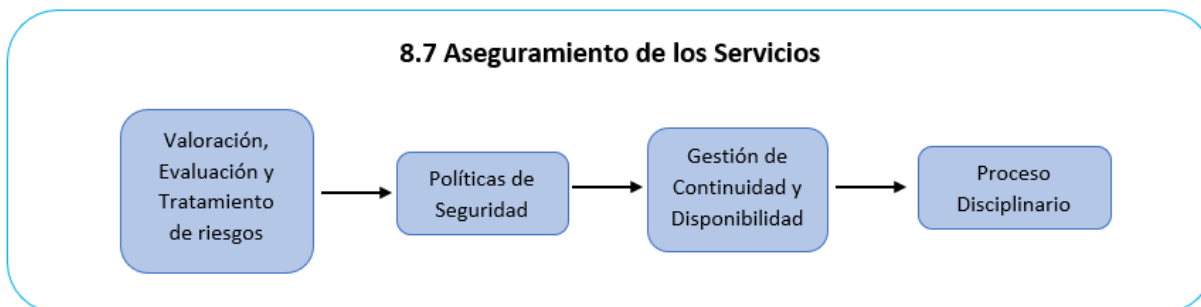 8.7 Aseguramiento de los Servicios
Valoración,
Evaluación y
Tratamiento
de riesgos
Políticas de
Seguridad
Gestión de
Continuidad y
Disponibilidad
Proceso
Disciplinario